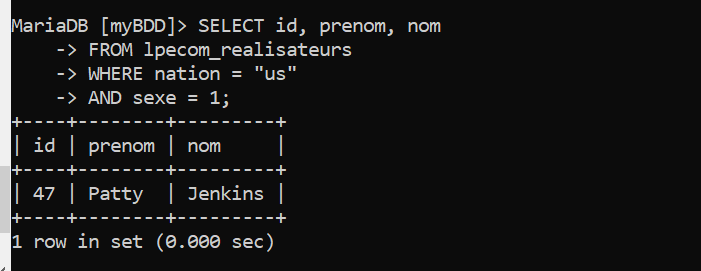 MariaDB [myBDD]> SELECT id, prenom, nom
    -> FROM lpecom_realisateurs
    -> WHERE nation = "us"
    -> AND sexe = 1;
+----+--------+---------+
| id | prenom | nom     |
+----+--------+---------+
| 47 | Patty  | Jenkins |
+----+--------+---------+
1 row in set (0.000 sec)